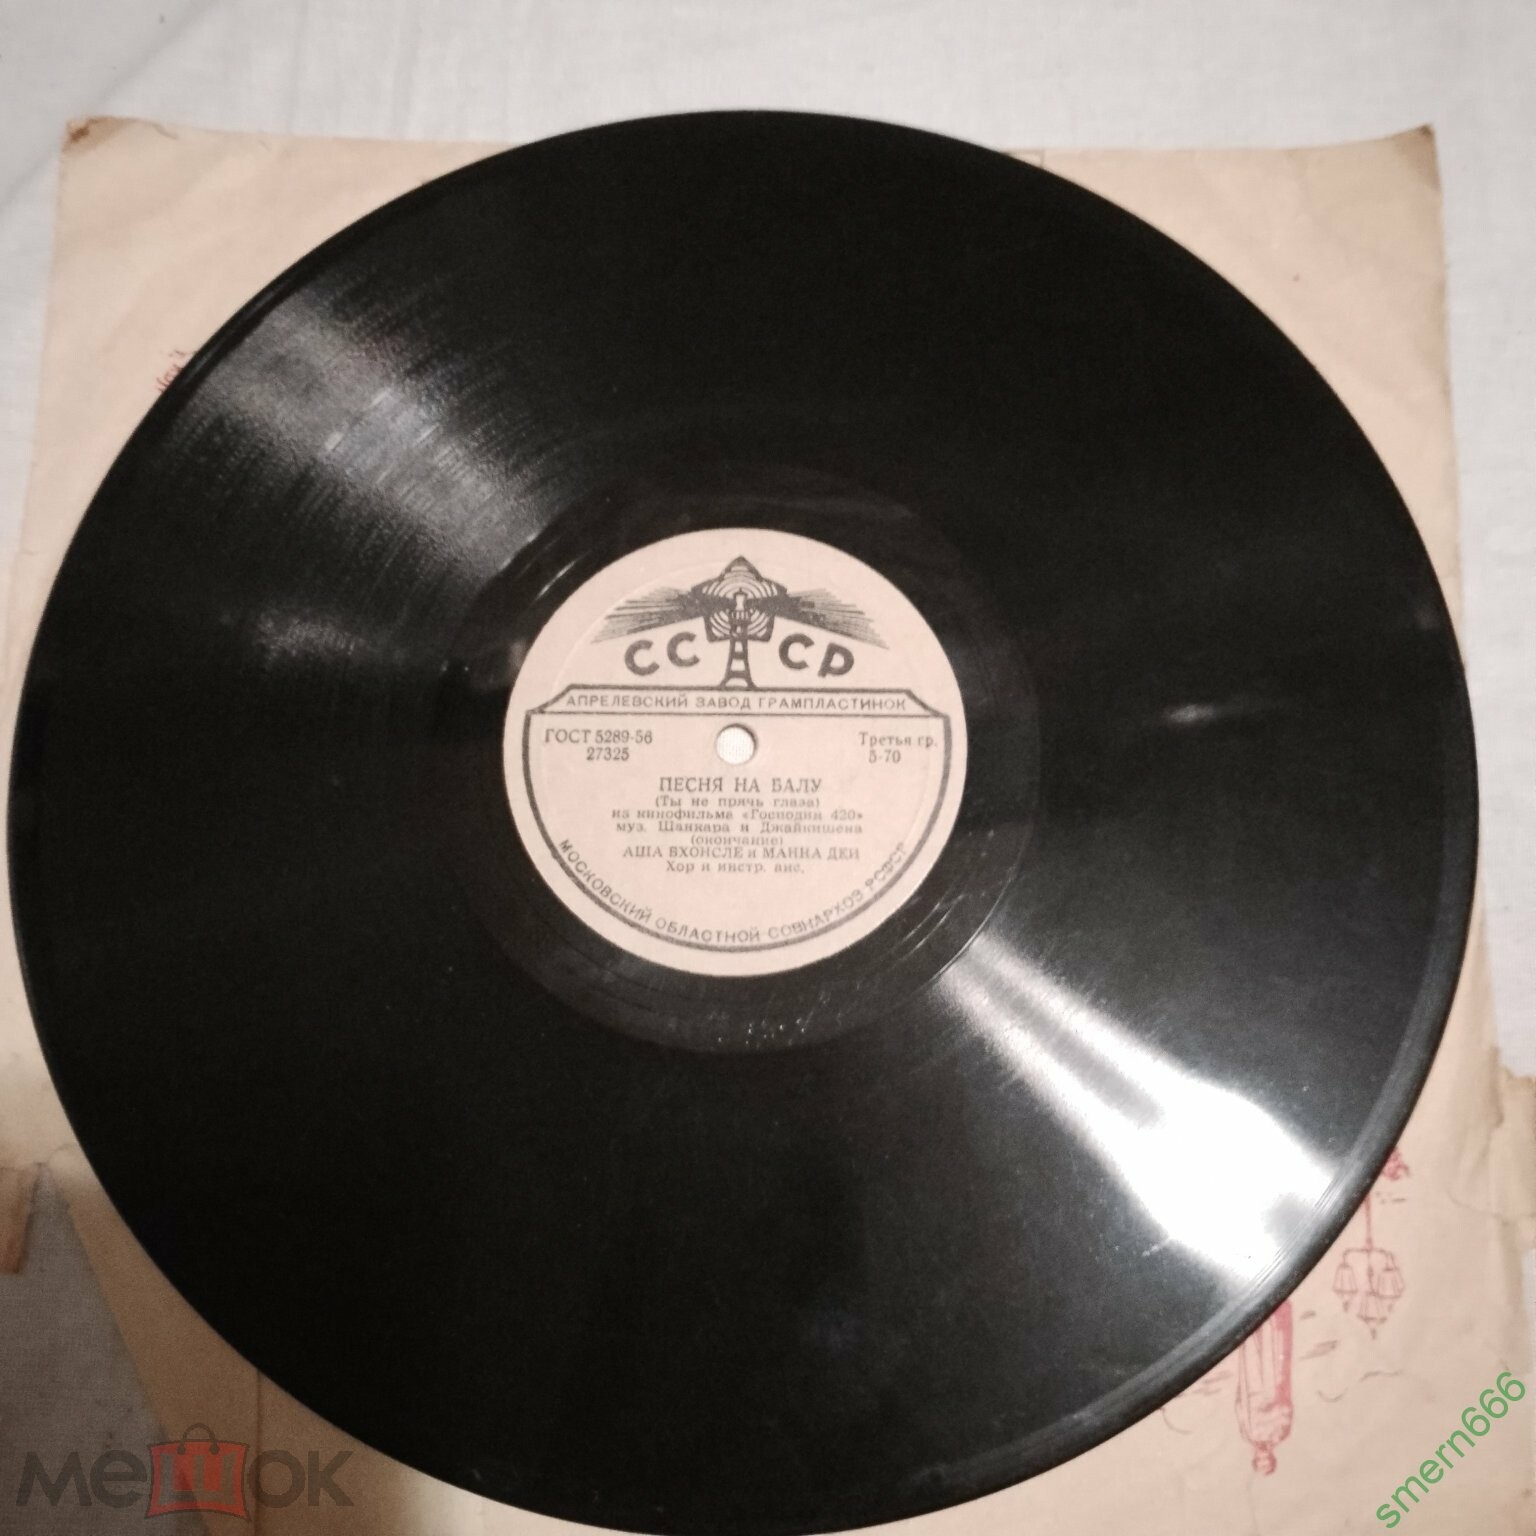 СССР
АПРЕЛЕВСКИЙ ЗАВОД ГРАМПЛАСТИНОК
ГОСТ 5289-56
27325
Третья гр.
5-70
ПЕСНЯ НА БАЛУ
(Ты не прячь глаза)
из кинофильма «Господин 420»
муз. Шанкара и Джайкишена
(окончание)
АША БХОНСЛЕ и МАННА ДЕЙ
Хор и инстр. анс.
МОСКОВСКИЙ ОБЛАСТНОЙ СОВНАРХОЗ РСФСР
мешок
smern666